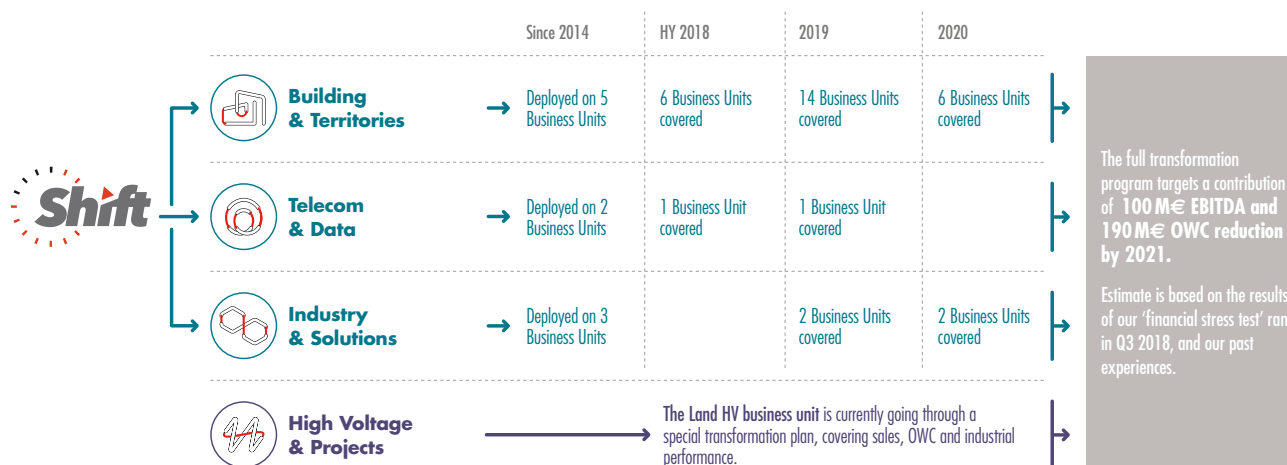 Since 2014
HY 2018
2019
2020
Shift
Building
& Territories
Deployed on 5
Business Units
6 Business Units
covered
14 Business Units
covered
6 Business Units
covered
Telecom
& Data
Deployed on 2
Business Units
1 Business Unit
covered
1 Business Unit
covered
Industry
& Solutions
Deployed on 3
Business Units
2 Business Units
covered
2 Business Units
covered
High Voltage
& Projects
The Land HV business unit is currently going through a
special transformation plan, covering sales, OWC and industrial
performance.
The full transformation
program targets a contribution
of 100 M€ EBITDA and
190 M€ OWC reduction
by 2021.
Estimate is based on the results
of our ‘financial stress test’ ran
in Q3 2018, and our past
experiences.